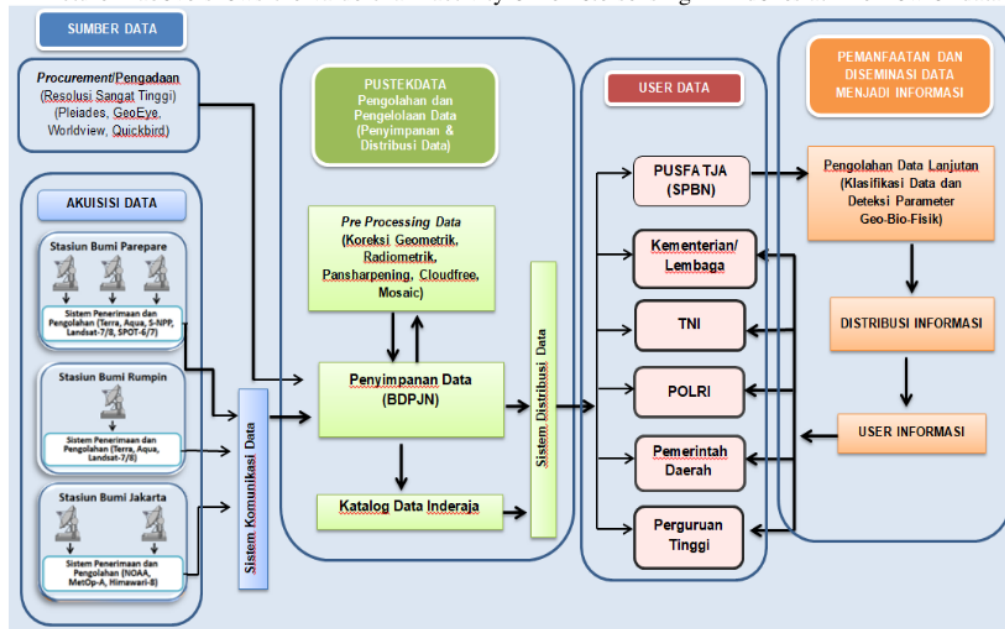 SUMBER DATA
Procurement/Pengadaan
(Resolusi Sangat Tinggi)
(Pleiades, GeoEye,
Worldview, Quickbird)
AKUISISI DATA
Stasiun Bumi Parepare
Sistem Penerimaan dan
Pengolahan (Terra, Aqua, S-NPP,
Landsat-7/8, SPOT-6/7)
Stasiun Bumi Rumpin
Sistem Penerimaan dan
Pengolahan (Terra, Aqua,
Landsat-7/8)
Stasiun Bumi Jakarta
Sistem Penerimaan dan
Pengolahan (NOAA,
MetOp-A, Himawari-8)
Sistem Komunikasi Data
PUSTEKDATA
Pengolahan dan
Pengelolaan Data
(Penyimpanan &
Distribusi Data)
Pre Processing Data
(Koreksi Geometrik,
Radiometrik,
Pansharpening, Cloudfree,
Mosaic)
Penyimpanan Data
(BDPJN)
Katalog Data Inderaja
Sistem Distribusi Data
USER DATA
PUSFATJA
(SPBN)
Kementerian/
Lembaga
TNI
POLRI
Pemerintah
Daerah
Perguruan
Tinggi
PEMANFAATAN DAN
DISEMINASI DATA
MENJADI INFORMASI
Pengolahan Data Lanjutan
(Klasifikasi Data dan
Deteksi Parameter
Geo-Bio-Fisik)
DISTRIBUSI INFORMASI
USER INFORMASI